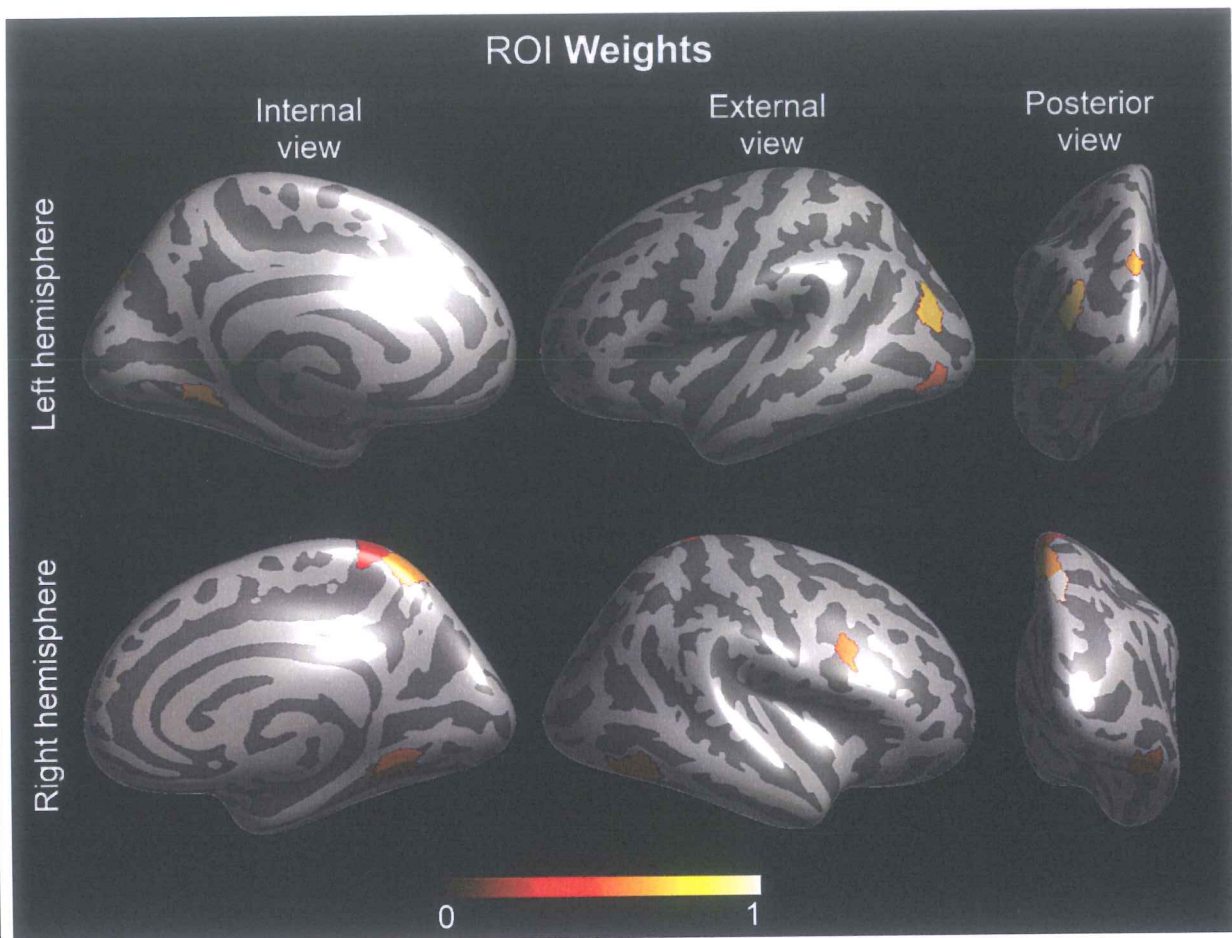 ROI Weights
Internal
view
External
view
Posterior
view
Left hemisphere
Right hemisphere
0
1